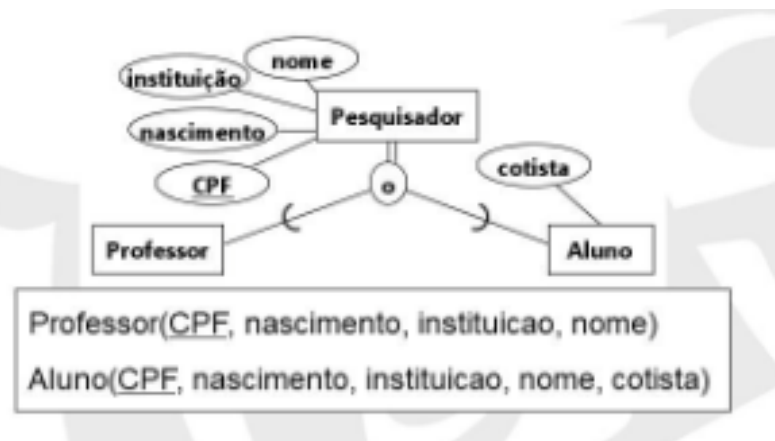 nome
instituição
Pesquisador
nascimento
cotista
CPF
o
Professor
Aluno
Professor(CPF, nascimento, instituicao, nome)
Aluno(CPF, nascimento, instituicao, nome, cotista)